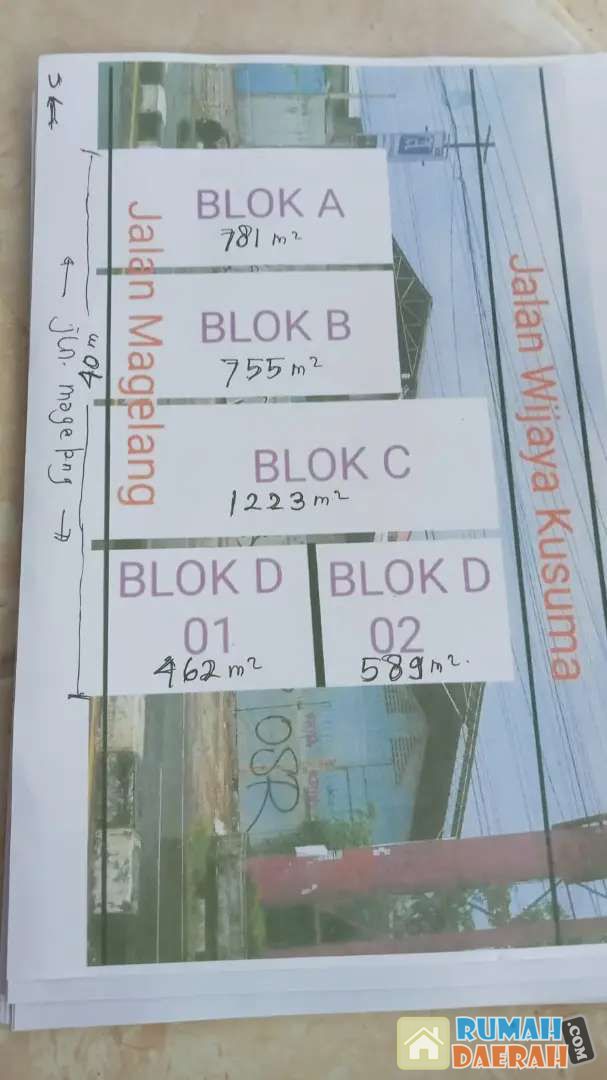 BLOK A
781 m²
BLOK B
755 m²
BLOK C
1223 m²
BLOK D
01
462 m²
BLOK D
02
589 m²
Jalan Magelang
Jalan Wijaya Kusuma
40 m
← jln. magelang →
08R
RUMAH
DAERAH
.COM